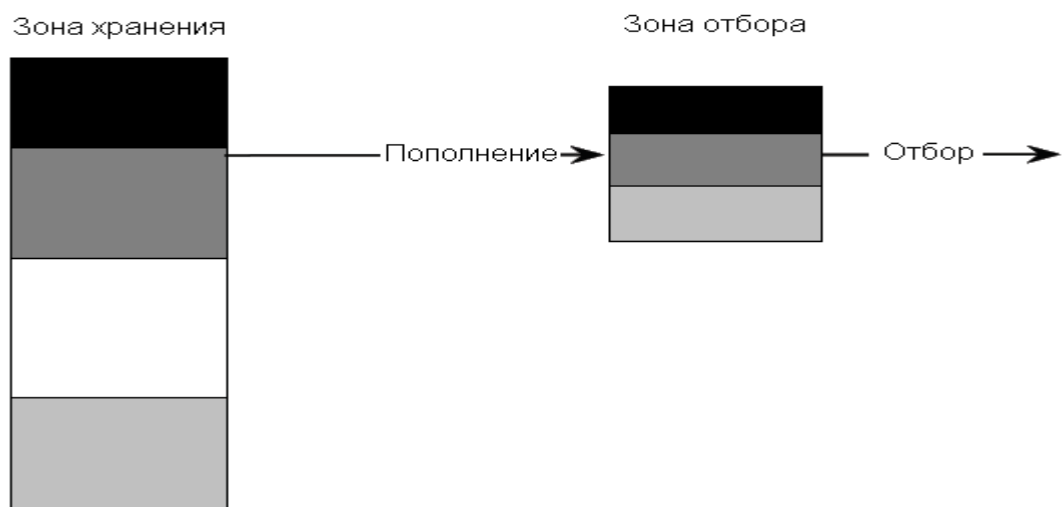 Зона хранения
Зона отбора
Пополнение
Отбор